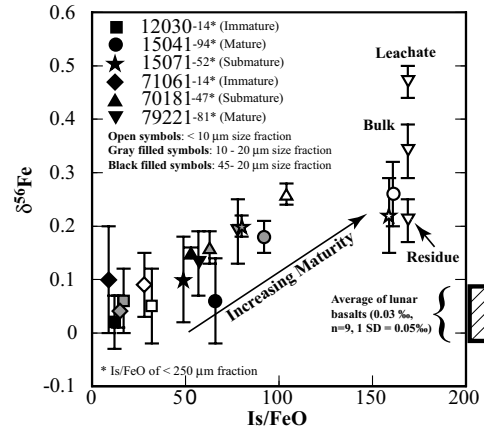 12030-14* (Immature)
15041-94* (Mature)
15071-52* (Submature)
71061-14* (Immature)
70181-47* (Submature)
79221-81* (Mature)
Open symbols: < 10 μm size fraction
Gray filled symbols: 10 - 20 μm size fraction
Black filled symbols: 45- 20 μm size fraction
Leachate
Bulk
Residue
Increasing Maturity
Average of lunar
basalts (0.03 ‰,
n=9, 1 SD = 0.05‰)
* Is/FeO of < 250 μm fraction
δ⁵⁶Fe
0.6
0.5
0.4
0.3
0.2
0.1
0
-0.1
0
50
100
150
200
Is/FeO